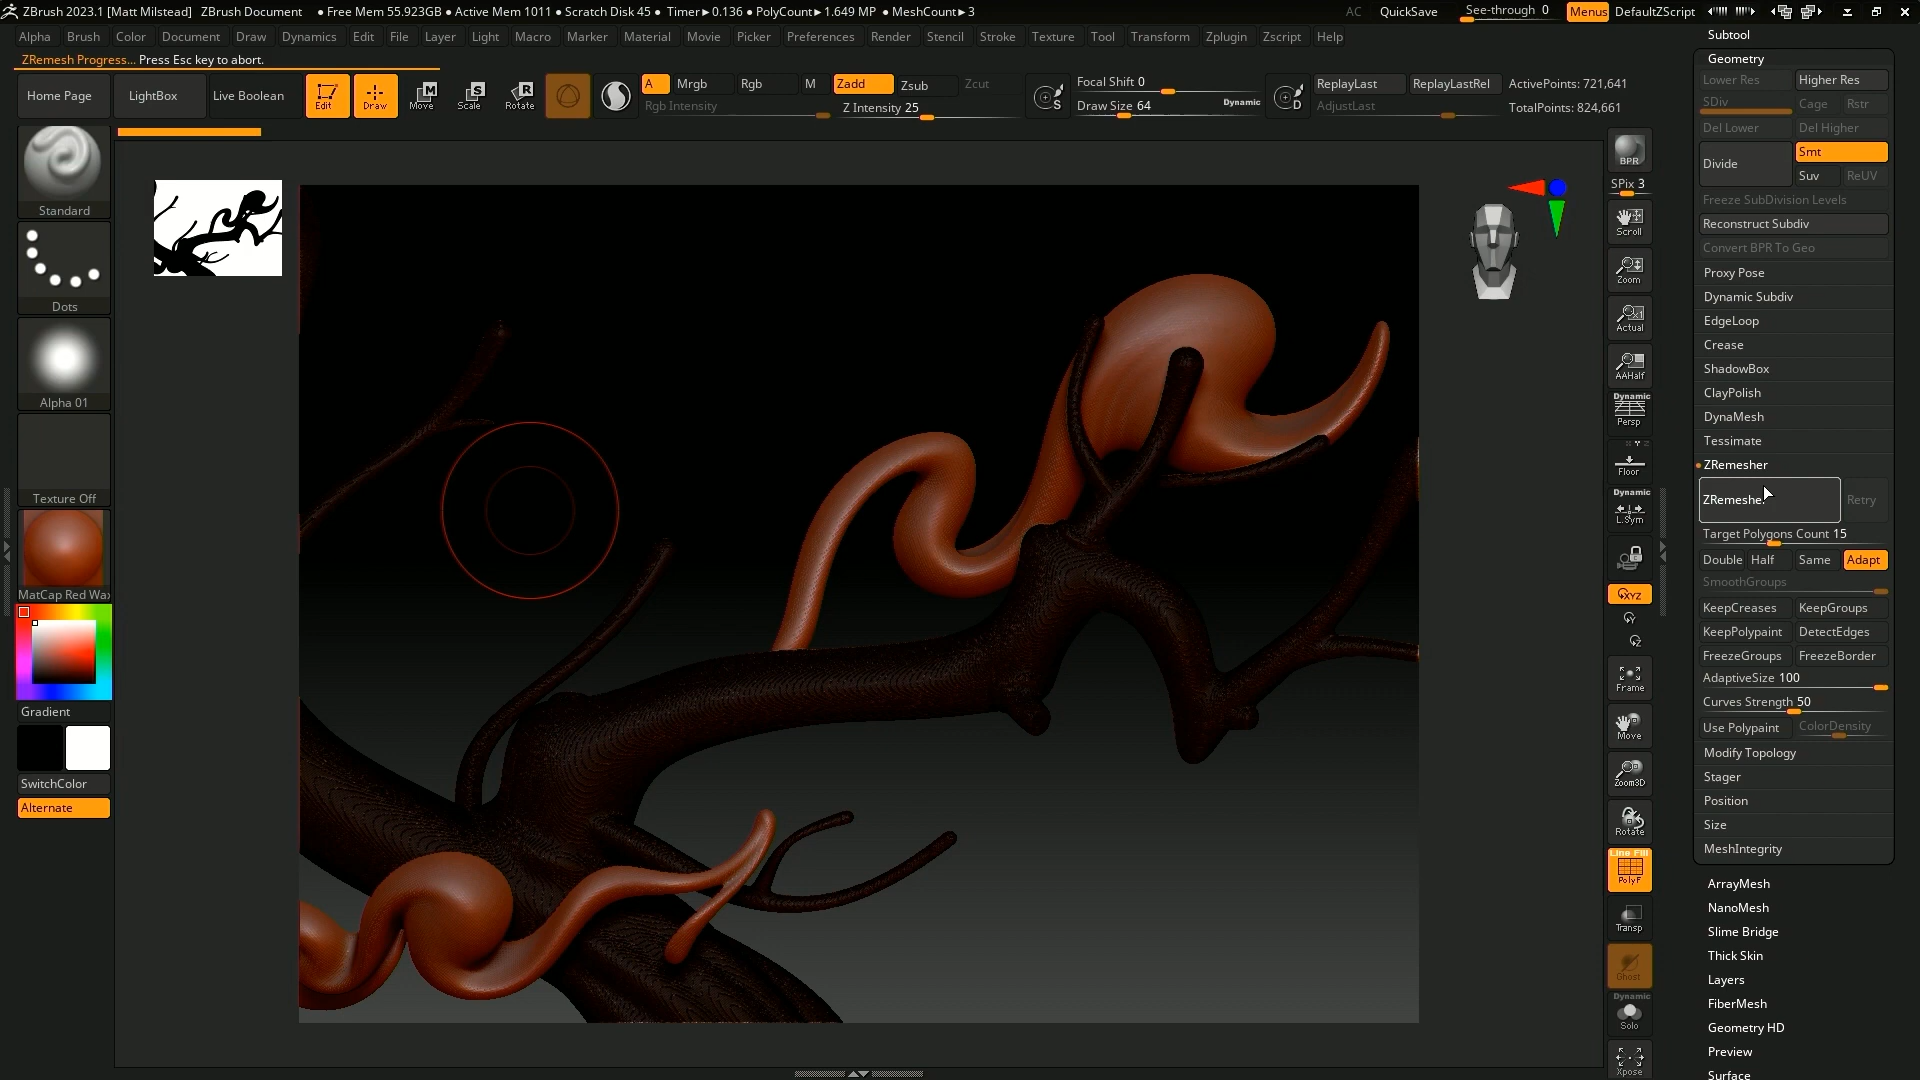 ZBrush 2023.1 [Matt Milstead] ZBrush Document • Free Mem 55.923GB • Active Mem 1011 • Scratch Disk 45 • Timer►0.136 • PolyCount►1.649 MP • MeshCount►3 AC QuickSave See-through 0 Menus DefaultZScript
Alpha Brush Color Document Draw Dynamics Edit File Layer Light Macro Marker Material Movie Picker Preferences Render Stencil Stroke Texture Tool Transform Zplugin Zscript Help
ZRemesh Progress... Press Esc key to abort.
Home Page LightBox Live Boolean Edit Draw Move Scale Rotate
M S R
A Mrgb Rgb M Zadd Zsub Zcut
Rgb Intensity Z Intensity 25
Focal Shift 0
S Draw Size 64 Dynamic D
ReplayLast ReplayLastRel ActivePoints: 721,641
AdjustLast TotalPoints: 824,661
Standard
Dots
Alpha 01
Texture Off
MatCap Red Wax
Gradient
SwitchColor
Alternate
BPR
SPix 3
Scroll
Zoom
Actual
AAHalf
Dynamic
Persp
Floor
Dynamic
L.Sym
XYZ
Y
Z
Frame
Move
Zoom3D
Rotate
Line Fill
PolyF
Transp
Ghost
Dynamic
Solo
Xpose
Subtool
Geometry
Lower Res Higher Res
SDiv Cage Rstr
Del Lower Del Higher
Divide Smt
Suv ReUV
Freeze SubDivision Levels
Reconstruct Subdiv
Convert BPR To Geo
Proxy Pose
Dynamic Subdiv
EdgeLoop
Crease
ShadowBox
ClayPolish
DynaMesh
Tessimate
ZRemesher
ZRemeshe Retry
Target Polygons Count 15
Double Half Same Adapt
SmoothGroups
KeepCreases KeepGroups
KeepPolypaint DetectEdges
FreezeGroups FreezeBorder
AdaptiveSize 100
Curves Strength 50
Use Polypaint ColorDensity
Modify Topology
Stager
Position
Size
MeshIntegrity
ArrayMesh
NanoMesh
Slime Bridge
Thick Skin
Layers
FiberMesh
Geometry HD
Preview
Surface